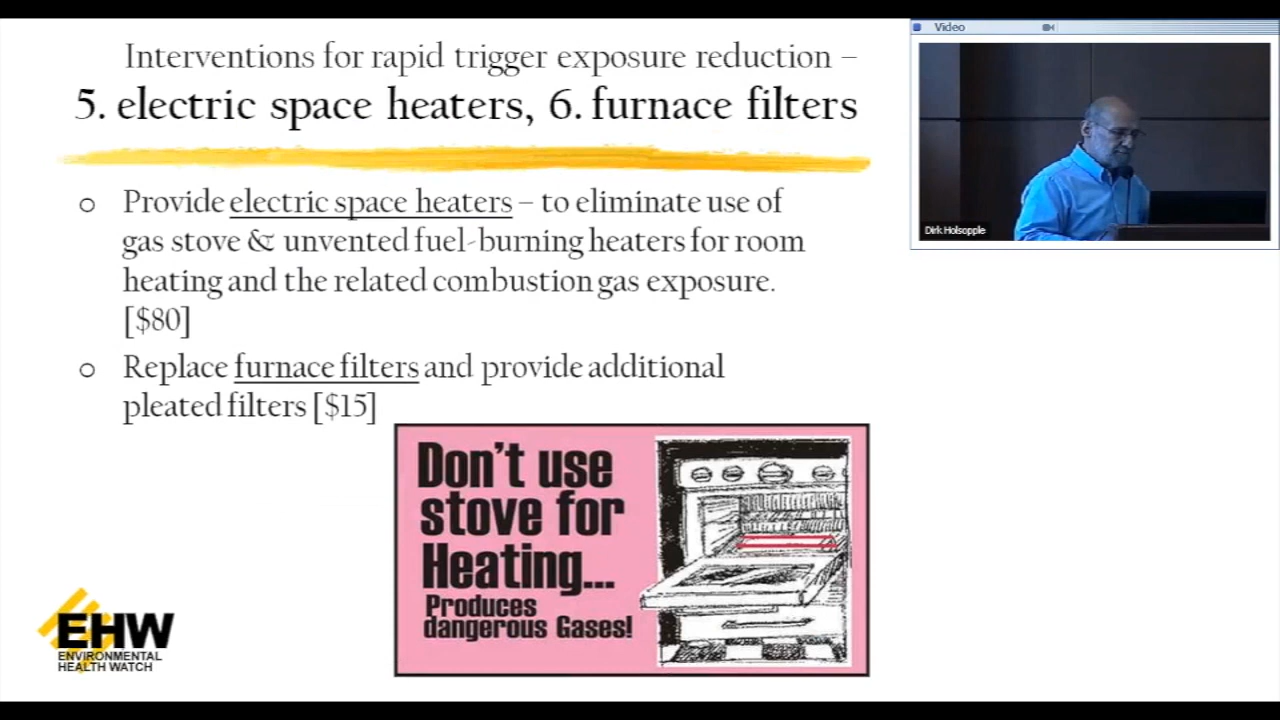 Interventions for rapid trigger exposure reduction –
5. electric space heaters, 6. furnace filters
Video
Dirk Holsopple
o Provide electric space heaters – to eliminate use of
gas stove & unvented fuel-burning heaters for room
heating and the related combustion gas exposure.
[$80]
o Replace furnace filters and provide additional
pleated filters [$15]
Don't use
stove for
Heating...
Produces
dangerous Gases!
EHW
ENVIRONMENTAL
HEALTH WATCH